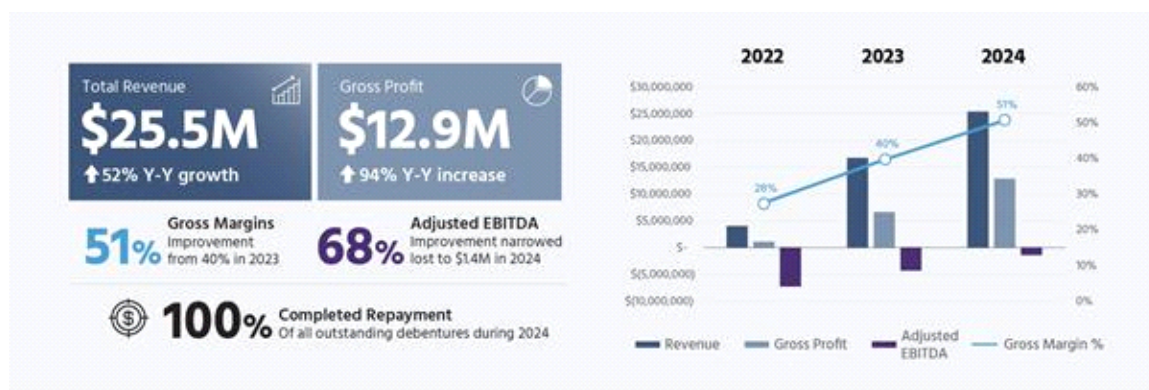 Total Revenue
$25.5M
52% Y-Y growth
Gross Profit
$12.9M
94% Y-Y increase
51%
Gross Margins
Improvement
from 40% in 2023
68%
Adjusted EBITDA
Improvement narrowed
lost to $1.4M in 2024
100%
Completed Repayment
Of all outstanding debentures during 2024
2022
2023
2024
$30,000,000
$25,000,000
$20,000,000
$15,000,000
$10,000,000
$5,000,000
$-
$(5,000,000)
$(10,000,000)
28%
40%
51%
60%
50%
40%
30%
20%
10%
0%
Revenue
Gross Profit
Adjusted
EBITDA
Gross Margin %